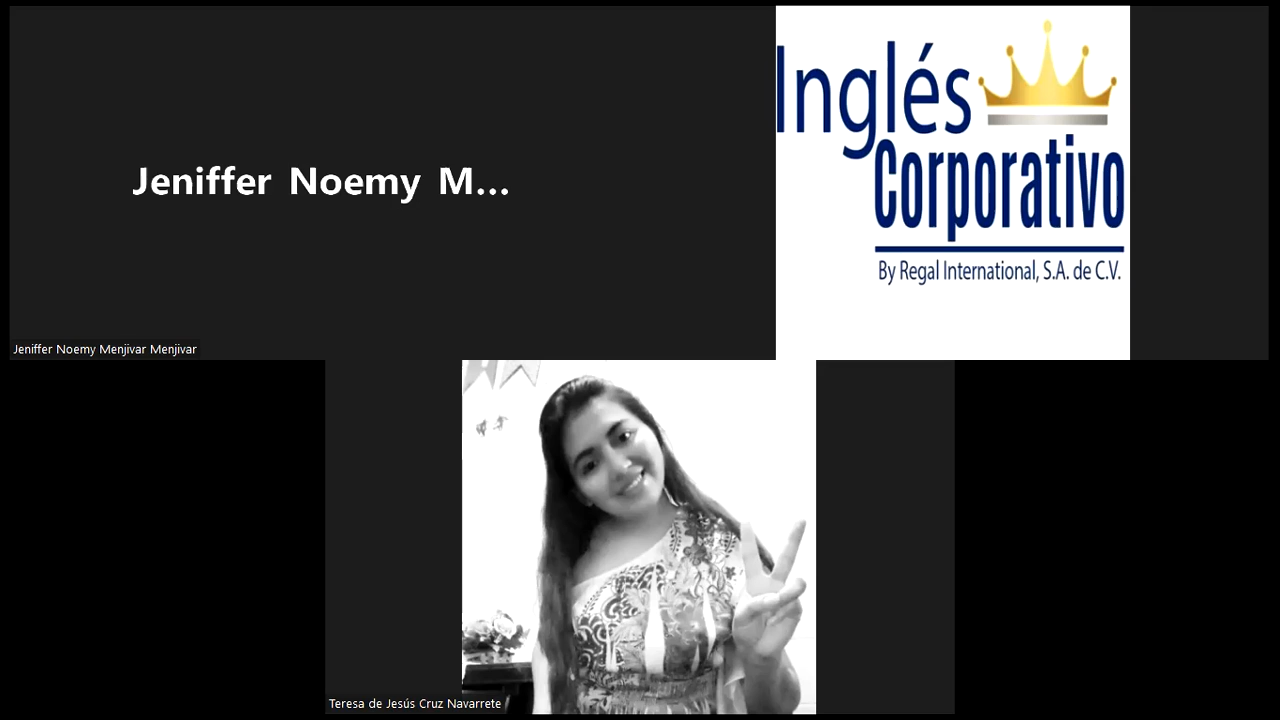 Jeniffer Noemy M...
Inglés
Corporativo
By Regal International, S.A. de C.V.
Jeniffer Noemy Menjivar Menjivar
Teresa de Jesús Cruz Navarrete